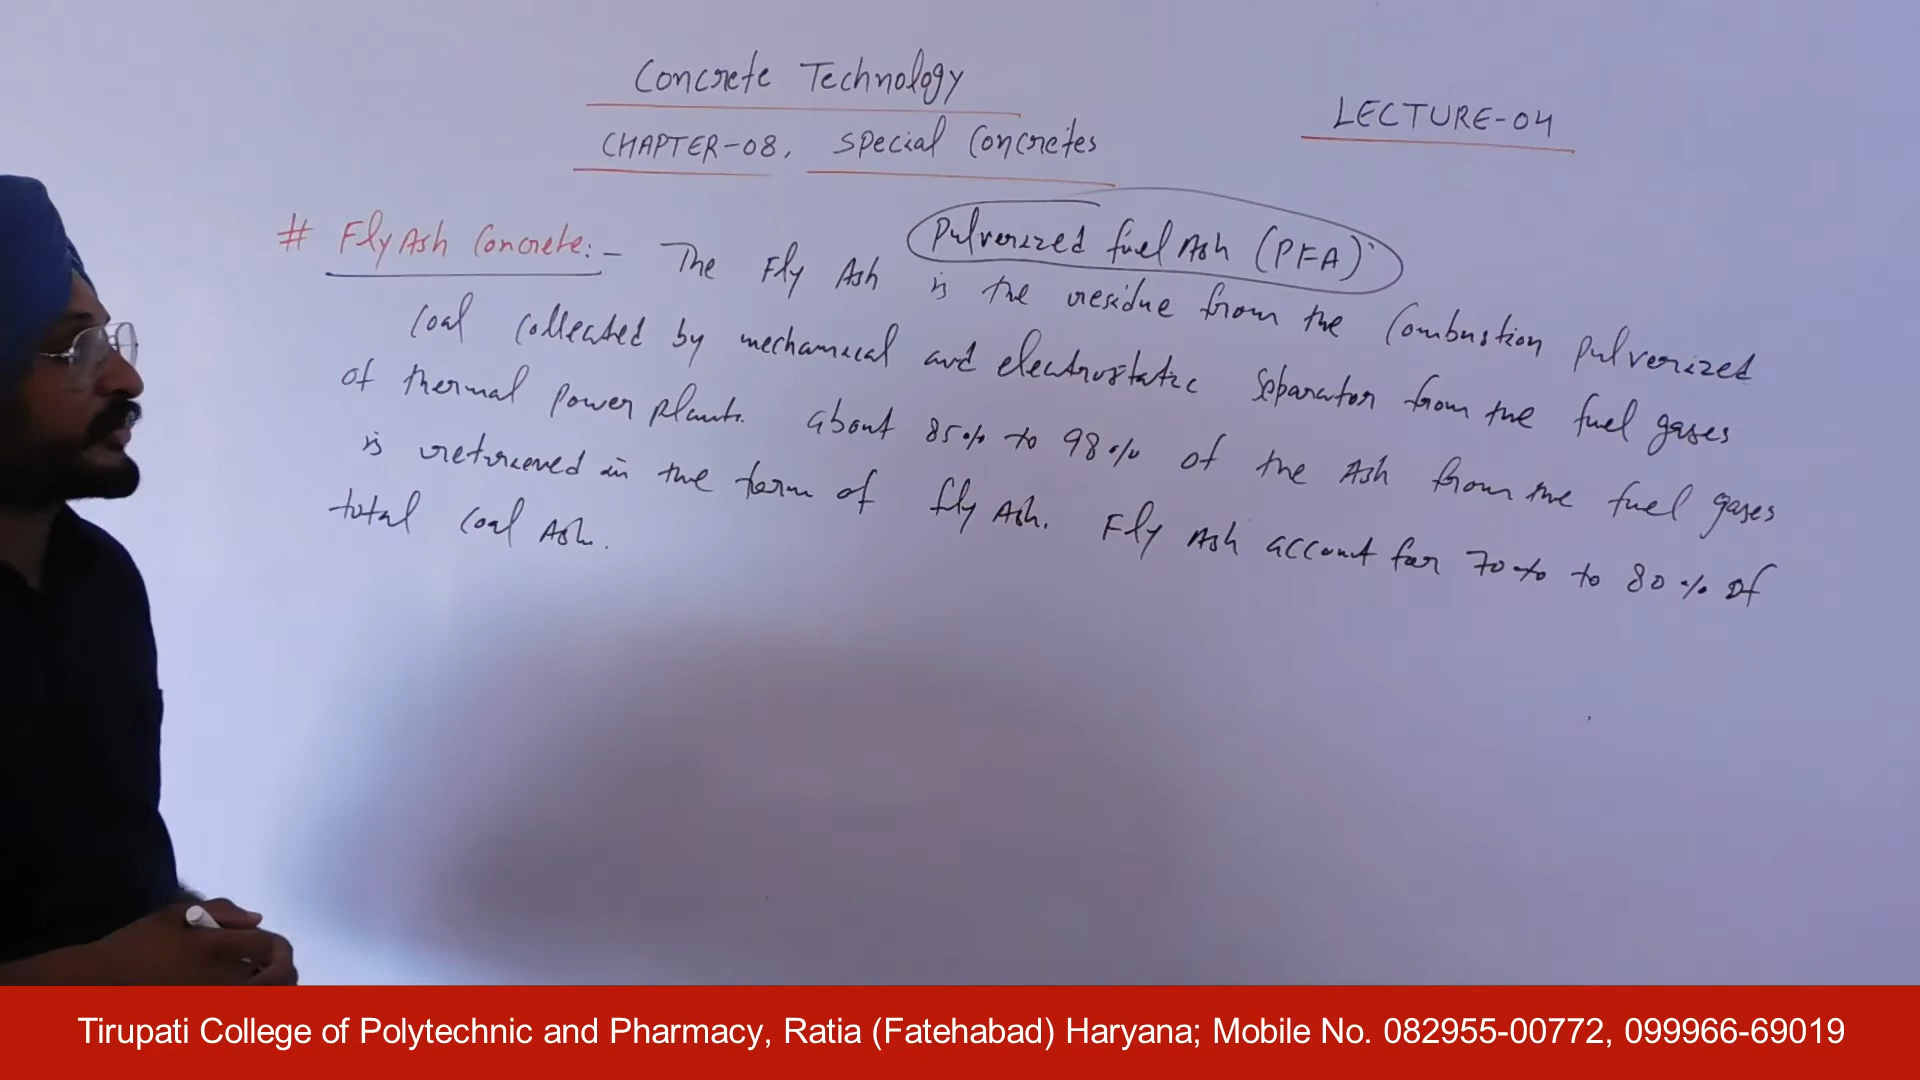 Concrete Technology
LECTURE-04
CHAPTER-08, Special Concretes
Pulverized fuel Ash (PFA)
# Fly Ash Concrete:- The Fly Ash is the residue from the Combustion pulverized
Coal collected by mechanical and electrostatic Separator from the fuel gases
of thermal power plants. about 85% to 98% of the Ash from the fuel gases
is retrieved in the form of fly Ash. Fly Ash account for 70% to 80% of
total Coal Ash.
Tirupati College of Polytechnic and Pharmacy, Ratia (Fatehabad) Haryana; Mobile No. 082955-00772, 099966-69019